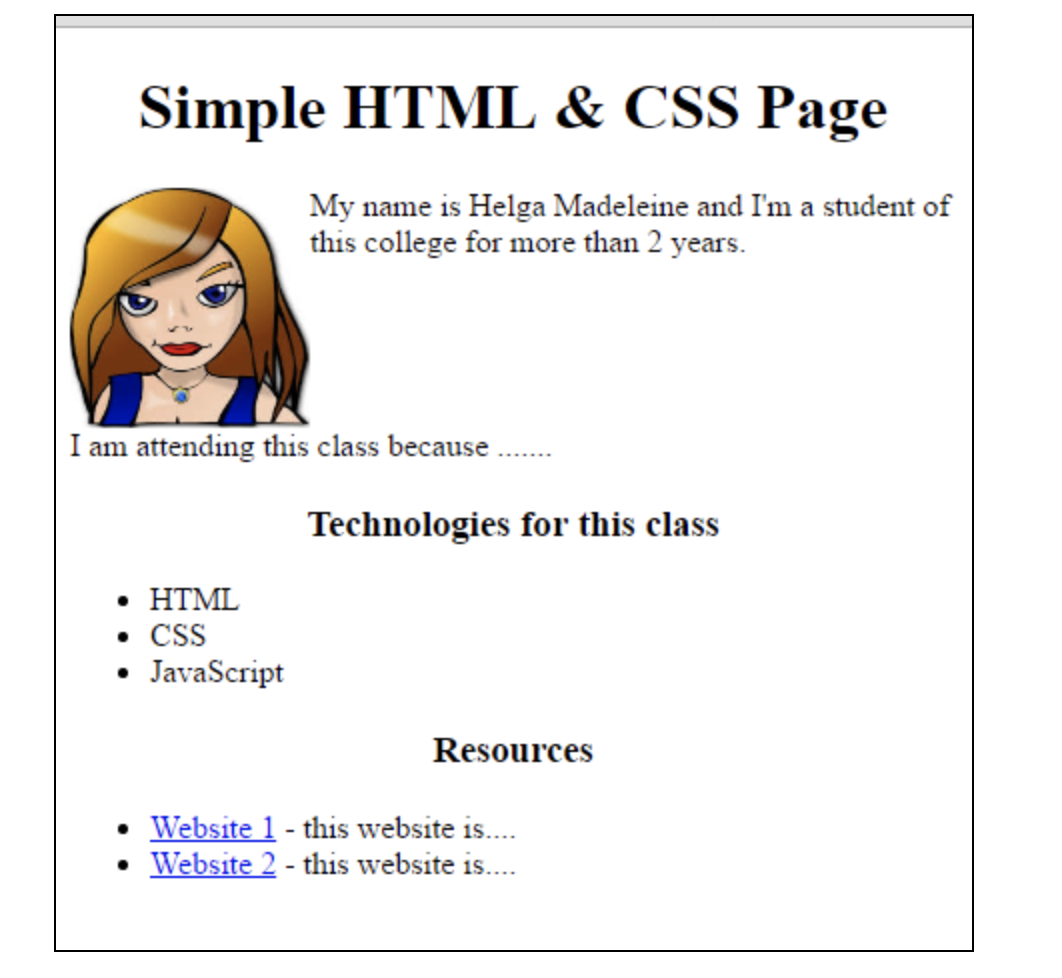 Simple HTML & CSS Page
My name is Helga Madeleine and I'm a student of
this college for more than 2 years.
I am attending this class because .......
Technologies for this class
HTML
CSS
JavaScript
Resources
Website 1 - this website is....
Website 2 - this website is....